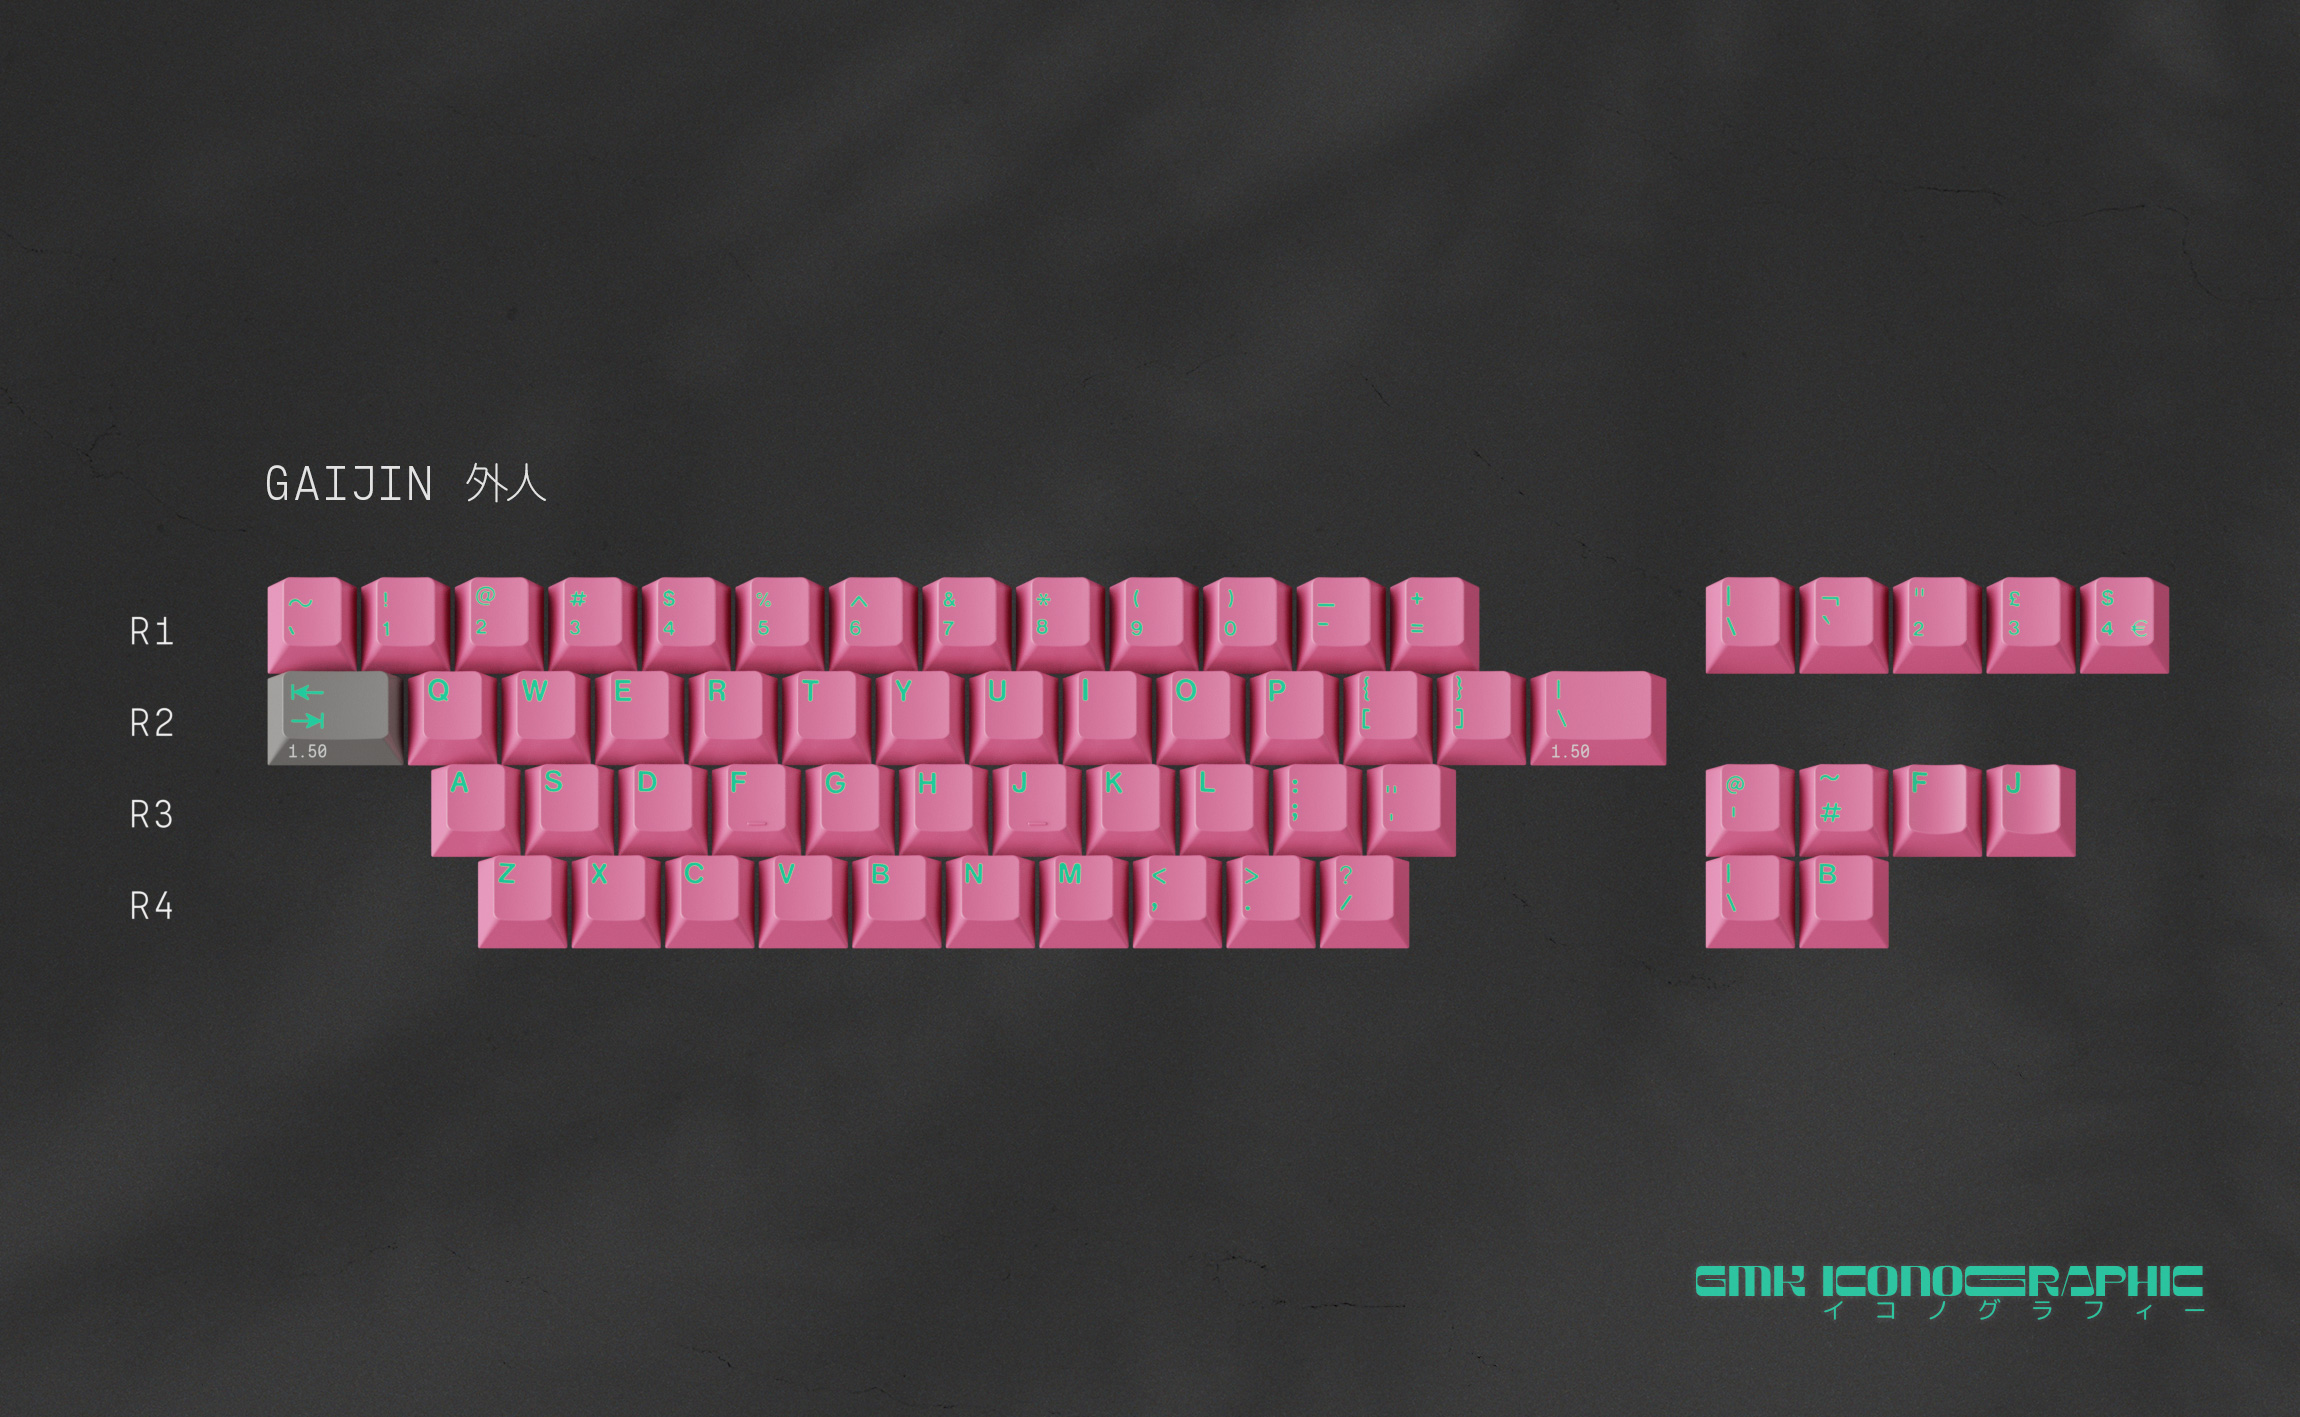 GAIJIN 外人
R1
~ ! @ # $ % ^ & * ( ) _ +
` 1 2 3 4 5 6 7 8 9 0 - =
| ¬ " £ $
\ ` 2 3 4 €
R2
Q W E R T Y U I O P { } |
[ ] \
1.50 1.50
R3
A S D F G H J K L : "
; '
@ ~ F J
' #
R4
Z X C V B N M < > ?
, . /
| B
\
GMK ICONOGRAPHIC
イコノグラフィー